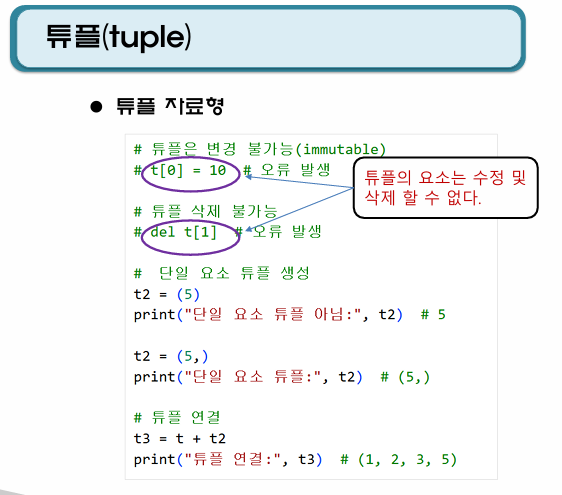 튜플(tuple)
● 튜플 자료형
# 튜플은 변경 불가능(immutable)
# t[0] = 10  # 오류 발생
튜플의 요소는 수정 및
삭제 할 수 없다.
# 튜플 삭제 불가능
# del t[1]  # 오류 발생
#  단일 요소 튜플 생성
t2 = (5)
print("단일 요소 튜플 아님:", t2)  # 5
t2 = (5,)
print("단일 요소 튜플:", t2)  # (5,)
# 튜플 연결
t3 = t + t2
print("튜플 연결:", t3)  # (1, 2, 3, 5)